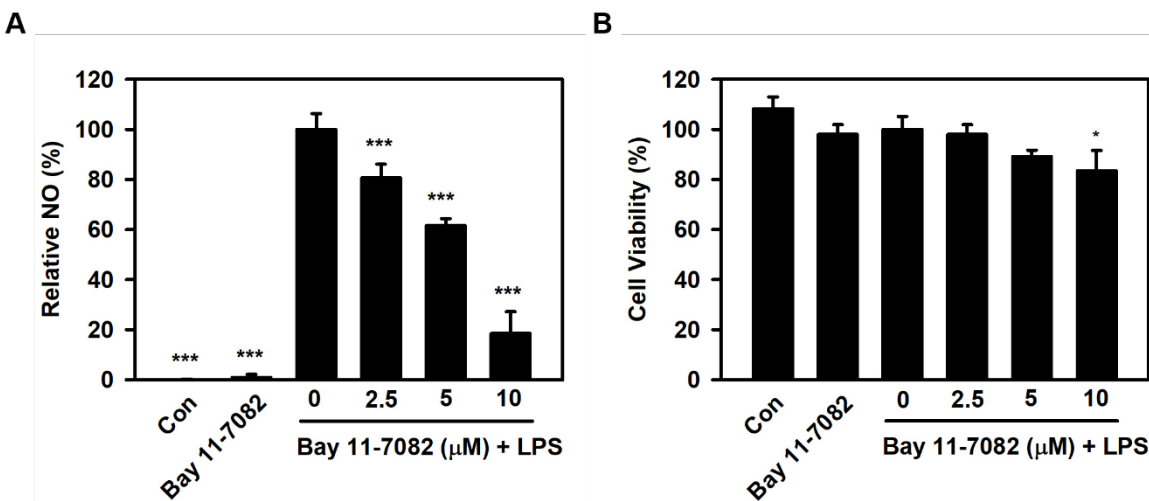 A
Relative NO (%)
120
100
80
60
40
20
0
***
***
***
***
***
Con
Bay 11-7082
0 2.5 5 10
Bay 11-7082 (μM) + LPS
B
Cell Viability (%)
120
100
80
60
40
20
0
*
Con
Bay 11-7082
0 2.5 5 10
Bay 11-7082 (μM) + LPS